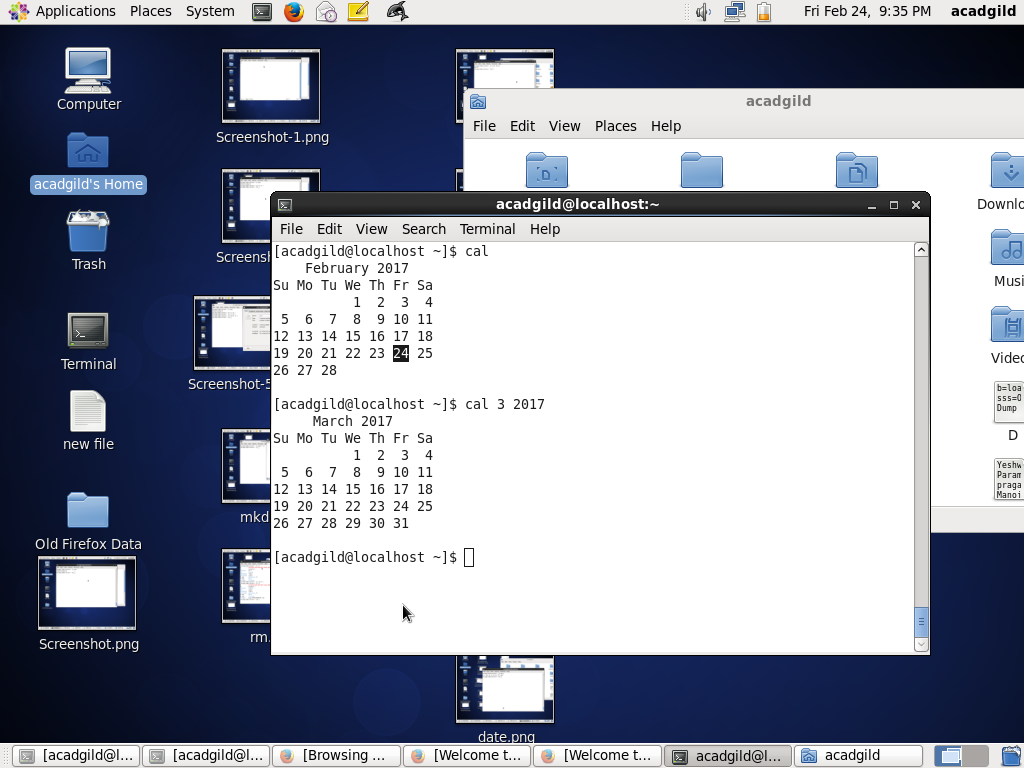 Applications Places System
Fri Feb 24, 9:35 PM acadgild
Computer
acadgild's Home
Trash
Terminal
new file
Old Firefox Data
Screenshot.png
Screenshot-1.png
Screensh
Screenshot-5
mkd
rm.
date.png
acadgild
File Edit View Places Help
Downlo
Musi
Video
b=loa
sss=0
Dump
D
Yeshw
Param
praga
Manoi
acadgild@localhost:~
File Edit View Search Terminal Help
[acadgild@localhost ~]$ cal
    February 2017
Su Mo Tu We Th Fr Sa
          1  2  3  4
 5  6  7  8  9 10 11
12 13 14 15 16 17 18
19 20 21 22 23 24 25
26 27 28
[acadgild@localhost ~]$ cal 3 2017
     March 2017
Su Mo Tu We Th Fr Sa
          1  2  3  4
 5  6  7  8  9 10 11
12 13 14 15 16 17 18
19 20 21 22 23 24 25
26 27 28 29 30 31
[acadgild@localhost ~]$
[acadgild@l... [acadgild@l... [Browsing ... [Welcome t... [Welcome t... acadgild@l... acadgild